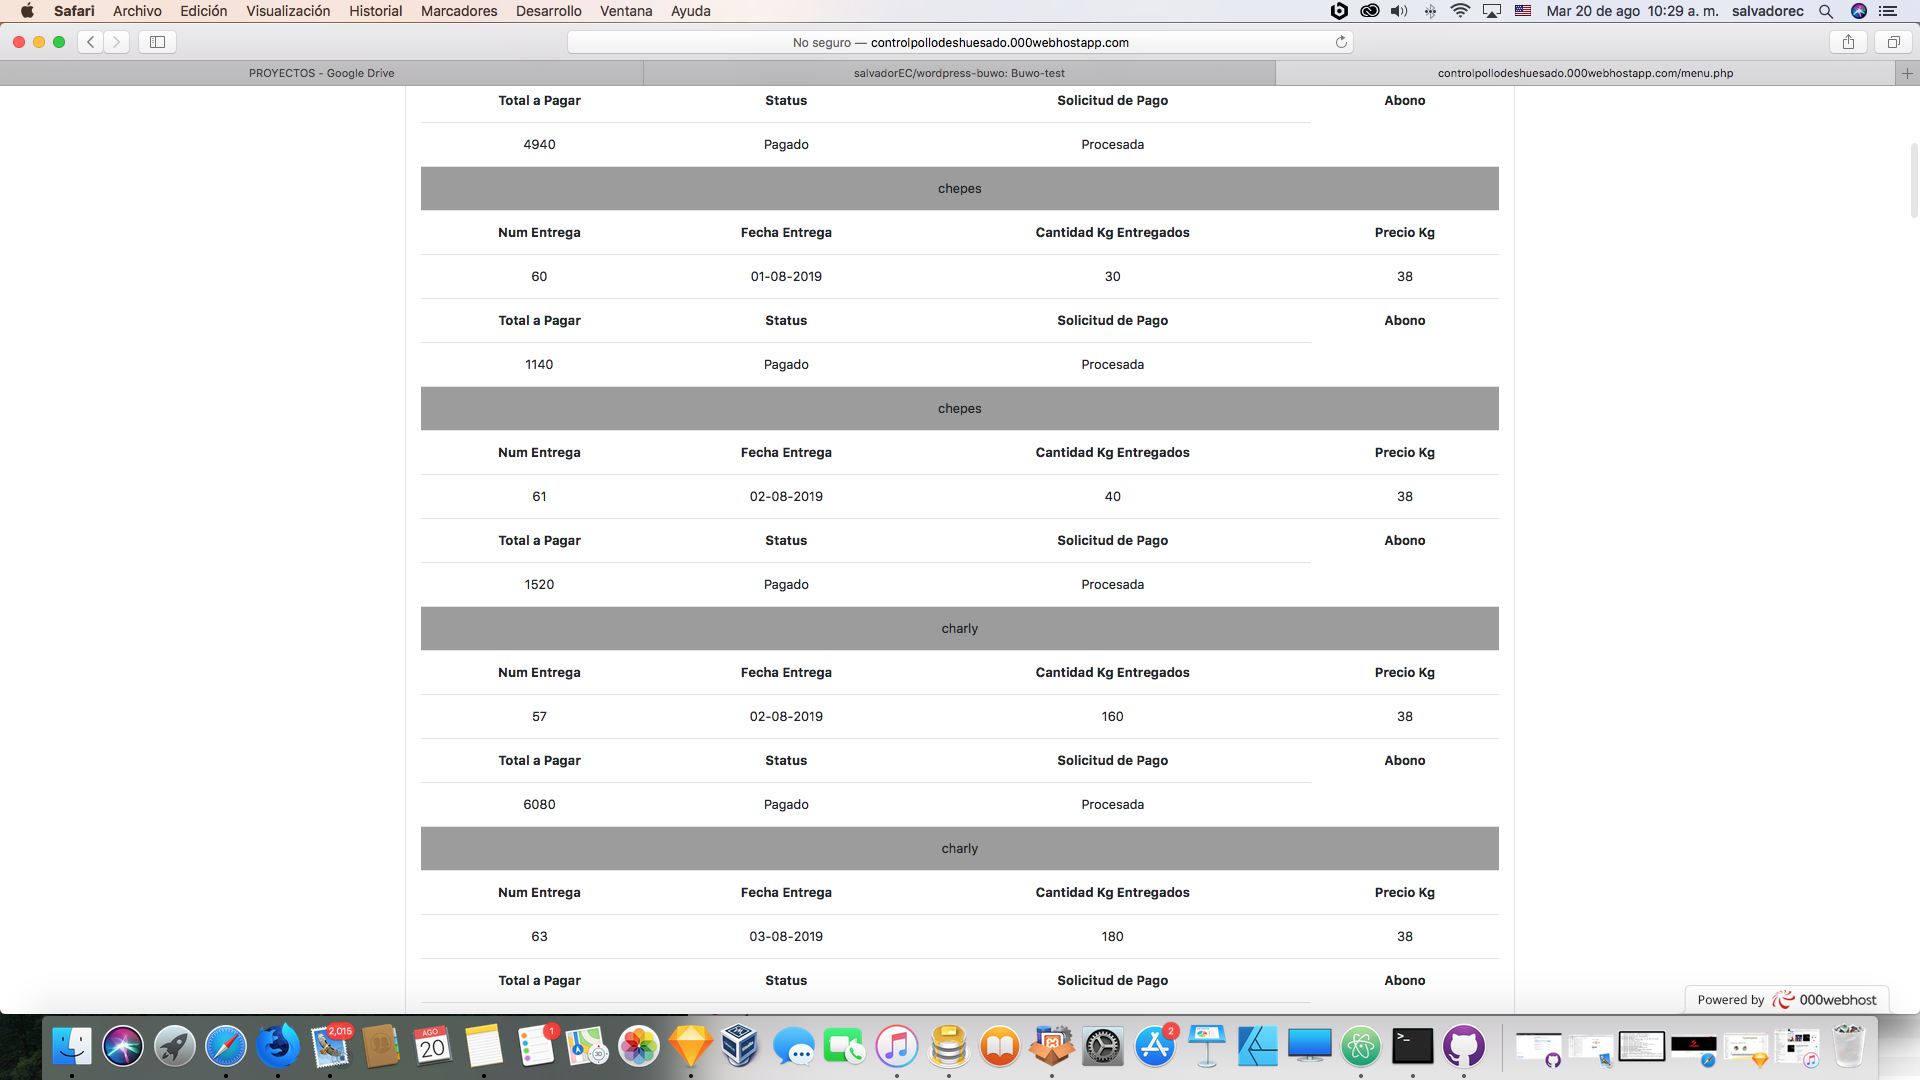 Safari Archivo Edición Visualización Historial Marcadores Desarrollo Ventana Ayuda Mar 20 de ago 10:29 a. m. salvadorec
No seguro — controlpollodeshuesado.000webhostapp.com
PROYECTOS - Google Drive salvadorEC/wordpress-buwo: Buwo-test controlpollodeshuesado.000webhostapp.com/menu.php
Total a Pagar Status Solicitud de Pago Abono
4940 Pagado Procesada
chepes
Num Entrega Fecha Entrega Cantidad Kg Entregados Precio Kg
60 01-08-2019 30 38
Total a Pagar Status Solicitud de Pago Abono
1140 Pagado Procesada
chepes
Num Entrega Fecha Entrega Cantidad Kg Entregados Precio Kg
61 02-08-2019 40 38
Total a Pagar Status Solicitud de Pago Abono
1520 Pagado Procesada
charly
Num Entrega Fecha Entrega Cantidad Kg Entregados Precio Kg
57 02-08-2019 160 38
Total a Pagar Status Solicitud de Pago Abono
6080 Pagado Procesada
charly
Num Entrega Fecha Entrega Cantidad Kg Entregados Precio Kg
63 03-08-2019 180 38
Total a Pagar Status Solicitud de Pago Abono
Powered by 000webhost
2,015
AGO
20
1
2